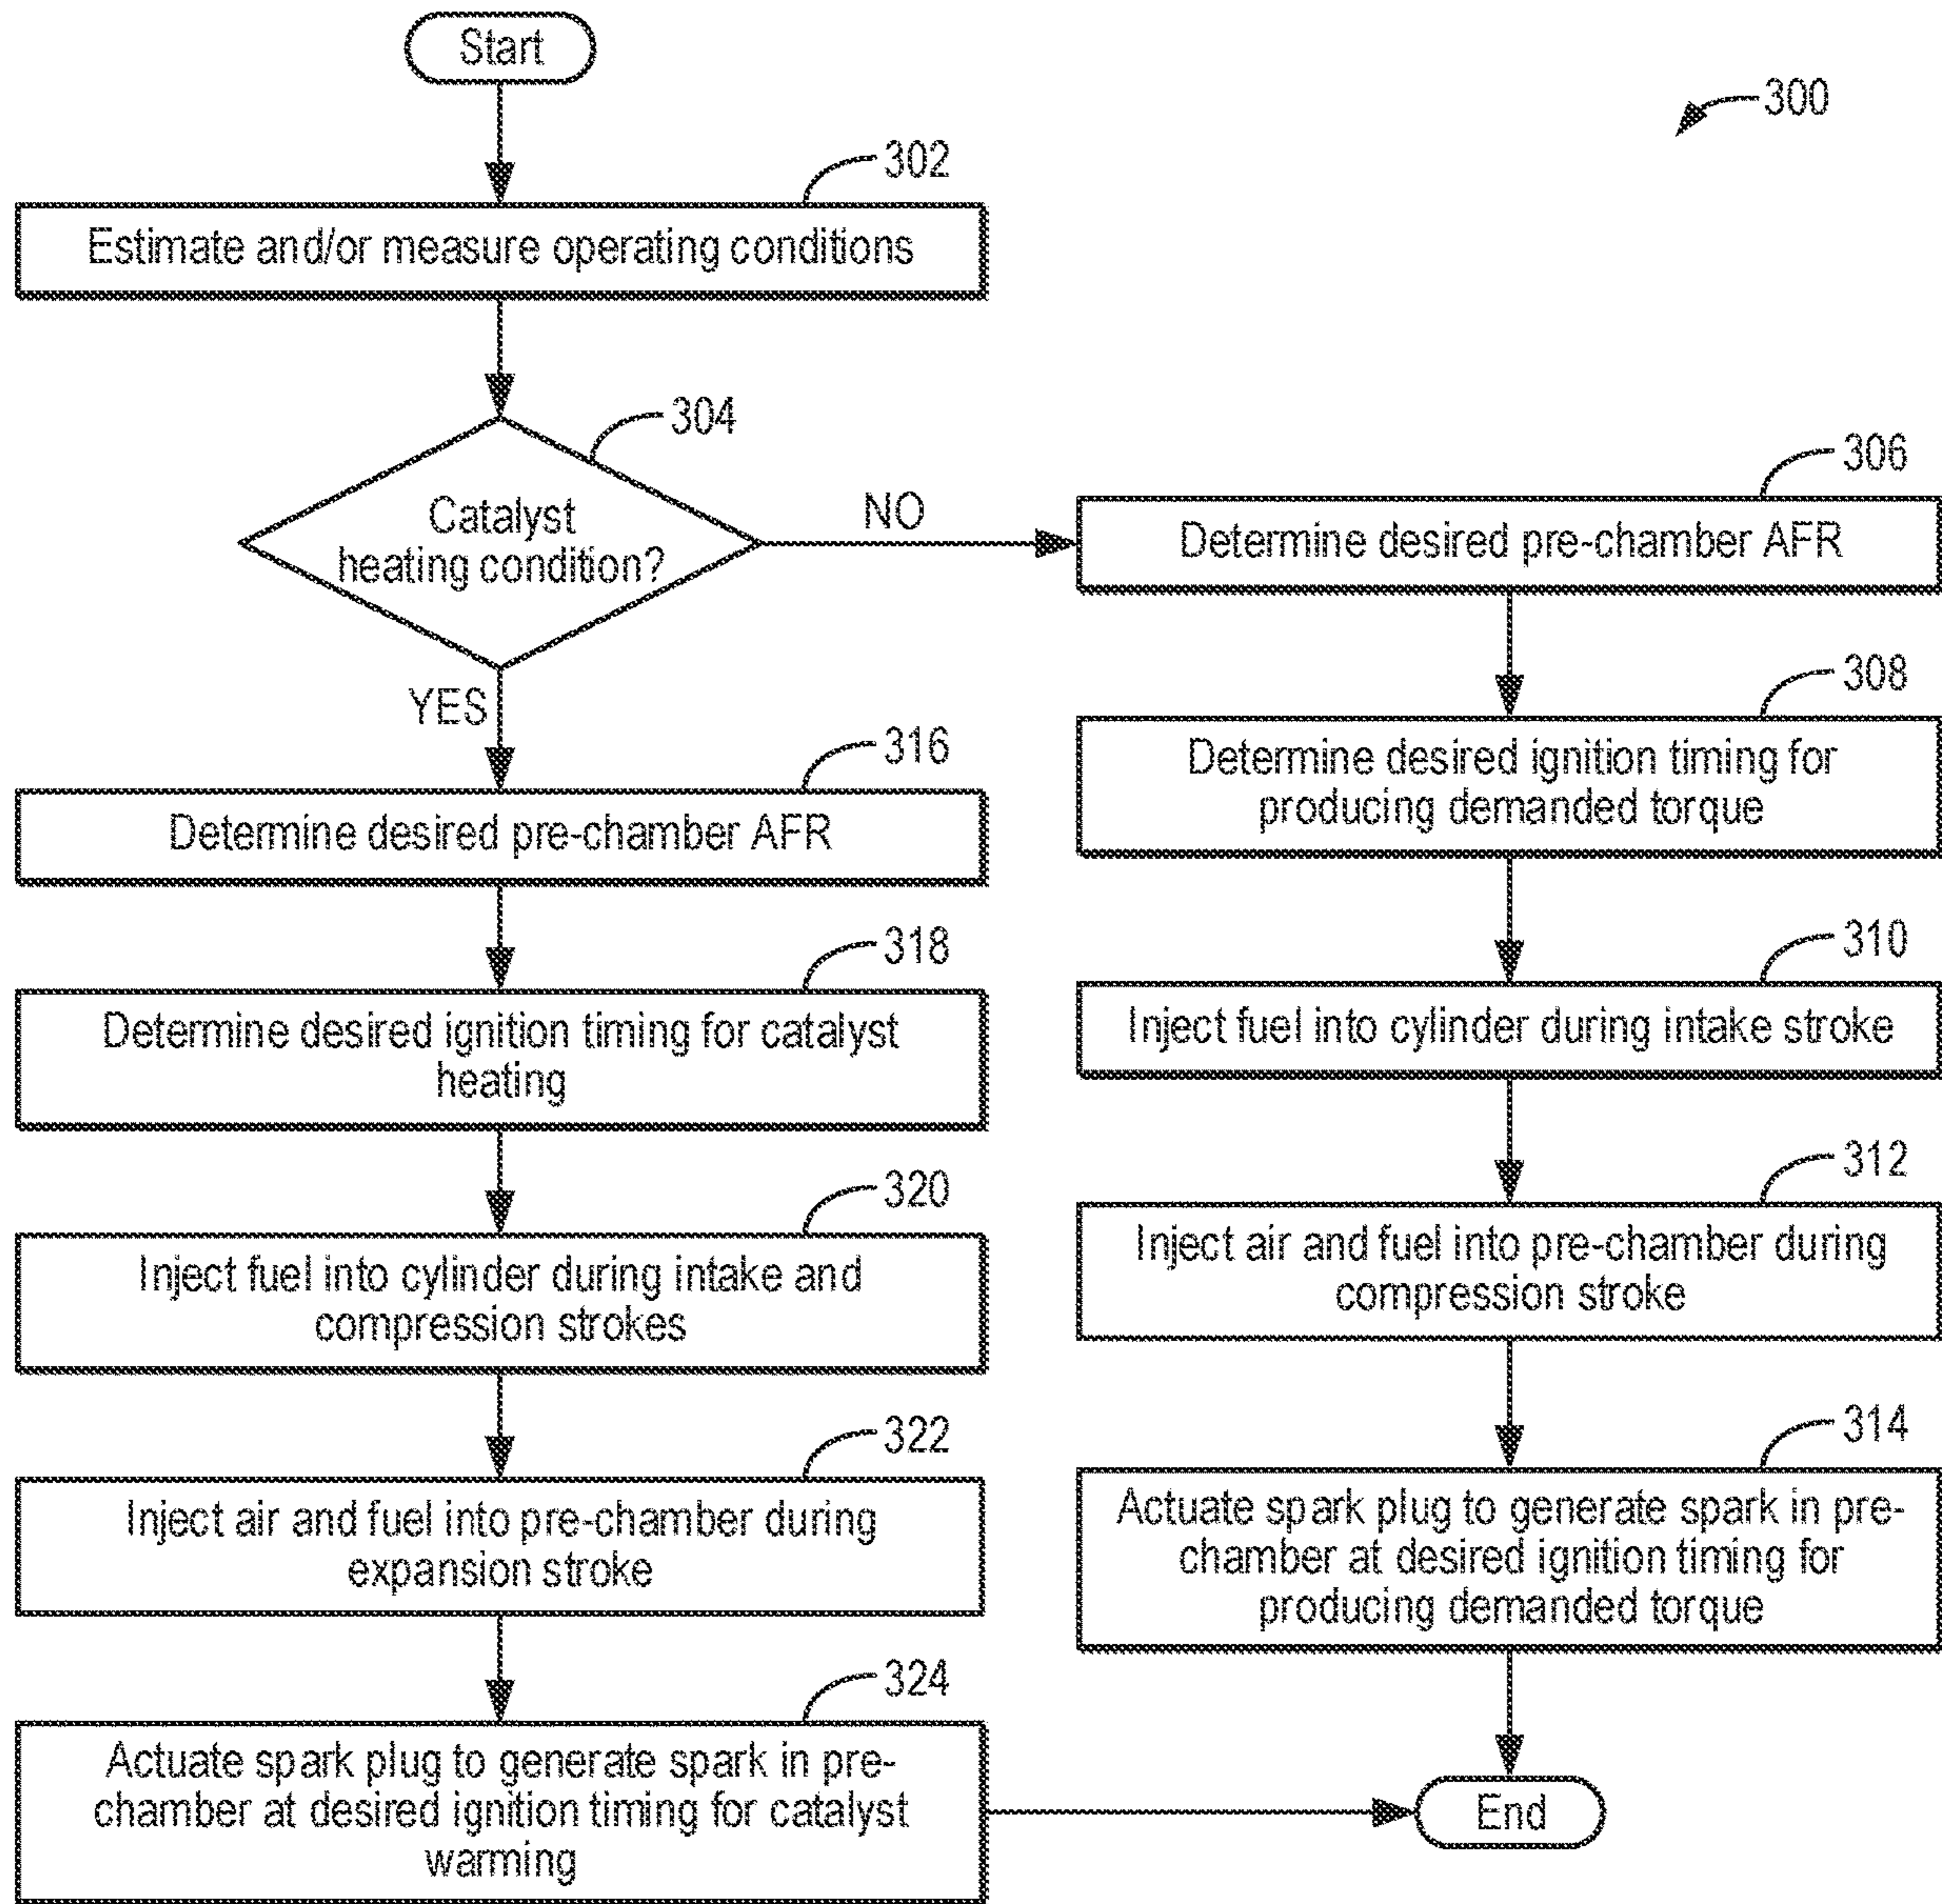 Start
300
302
Estimate and/or measure operating conditions
304
Catalyst
heating condition?
NO
YES
306
Determine desired pre-chamber AFR
308
Determine desired ignition timing for
producing demanded torque
310
Inject fuel into cylinder during intake stroke
312
Inject air and fuel into pre-chamber during
compression stroke
314
Actuate spark plug to generate spark in pre-
chamber at desired ignition timing for
producing demanded torque
316
Determine desired pre-chamber AFR
318
Determine desired ignition timing for catalyst
heating
320
Inject fuel into cylinder during intake and
compression strokes
322
Inject air and fuel into pre-chamber during
expansion stroke
324
Actuate spark plug to generate spark in pre-
chamber at desired ignition timing for catalyst
warming
End